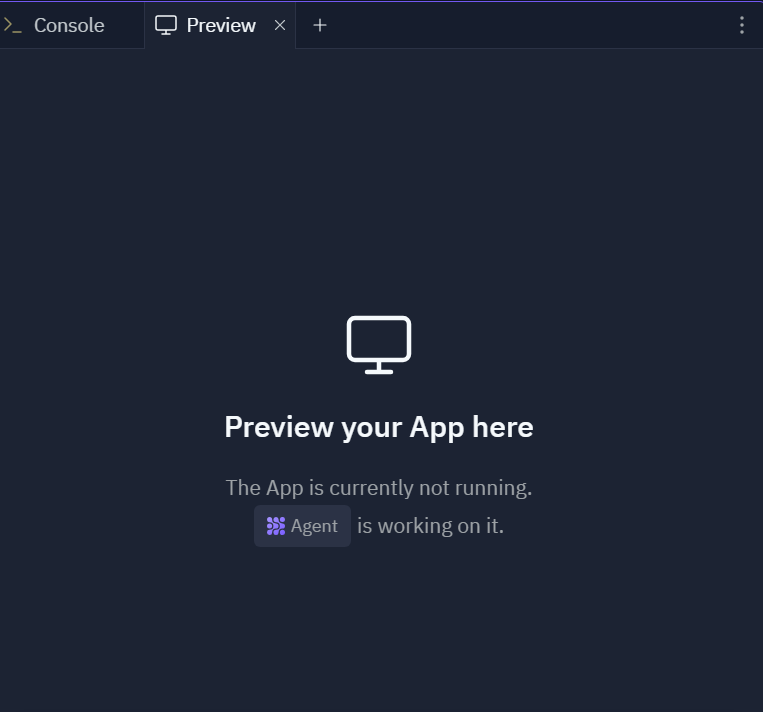 Console
Preview
Preview your App here
The App is currently not running.
Agent is working on it.